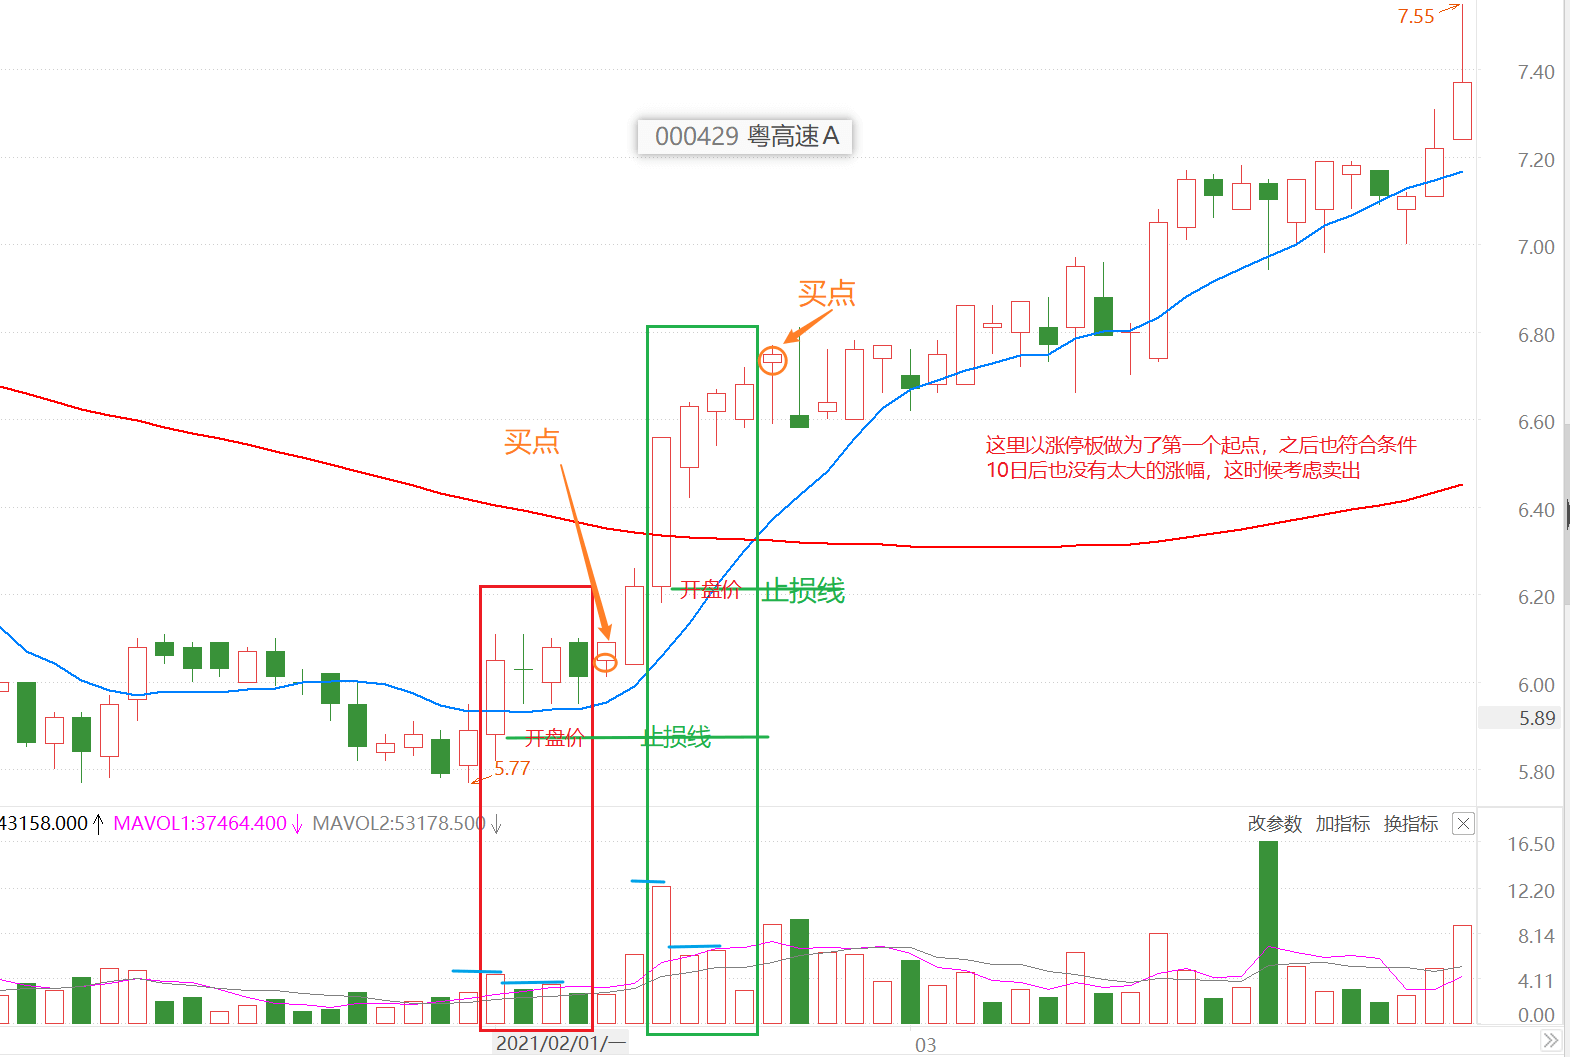 7.55
7.40
000429 粤高速A
7.20
7.00
买点
6.80
买点
6.60
这里以涨停板做为了第一个起点，之后也符合条件
10日后也没有太大的涨幅，这时候考虑卖出
6.40
开盘价 止损线
6.20
6.00
5.89
开盘价 止损线
5.77
5.80
43158.000↑ MAVOL1:37464.400↓ MAVOL2:53178.500↓
改参数 加指标 换指标
16.50
12.20
8.14
4.11
0.00
2021/02/01/一
03